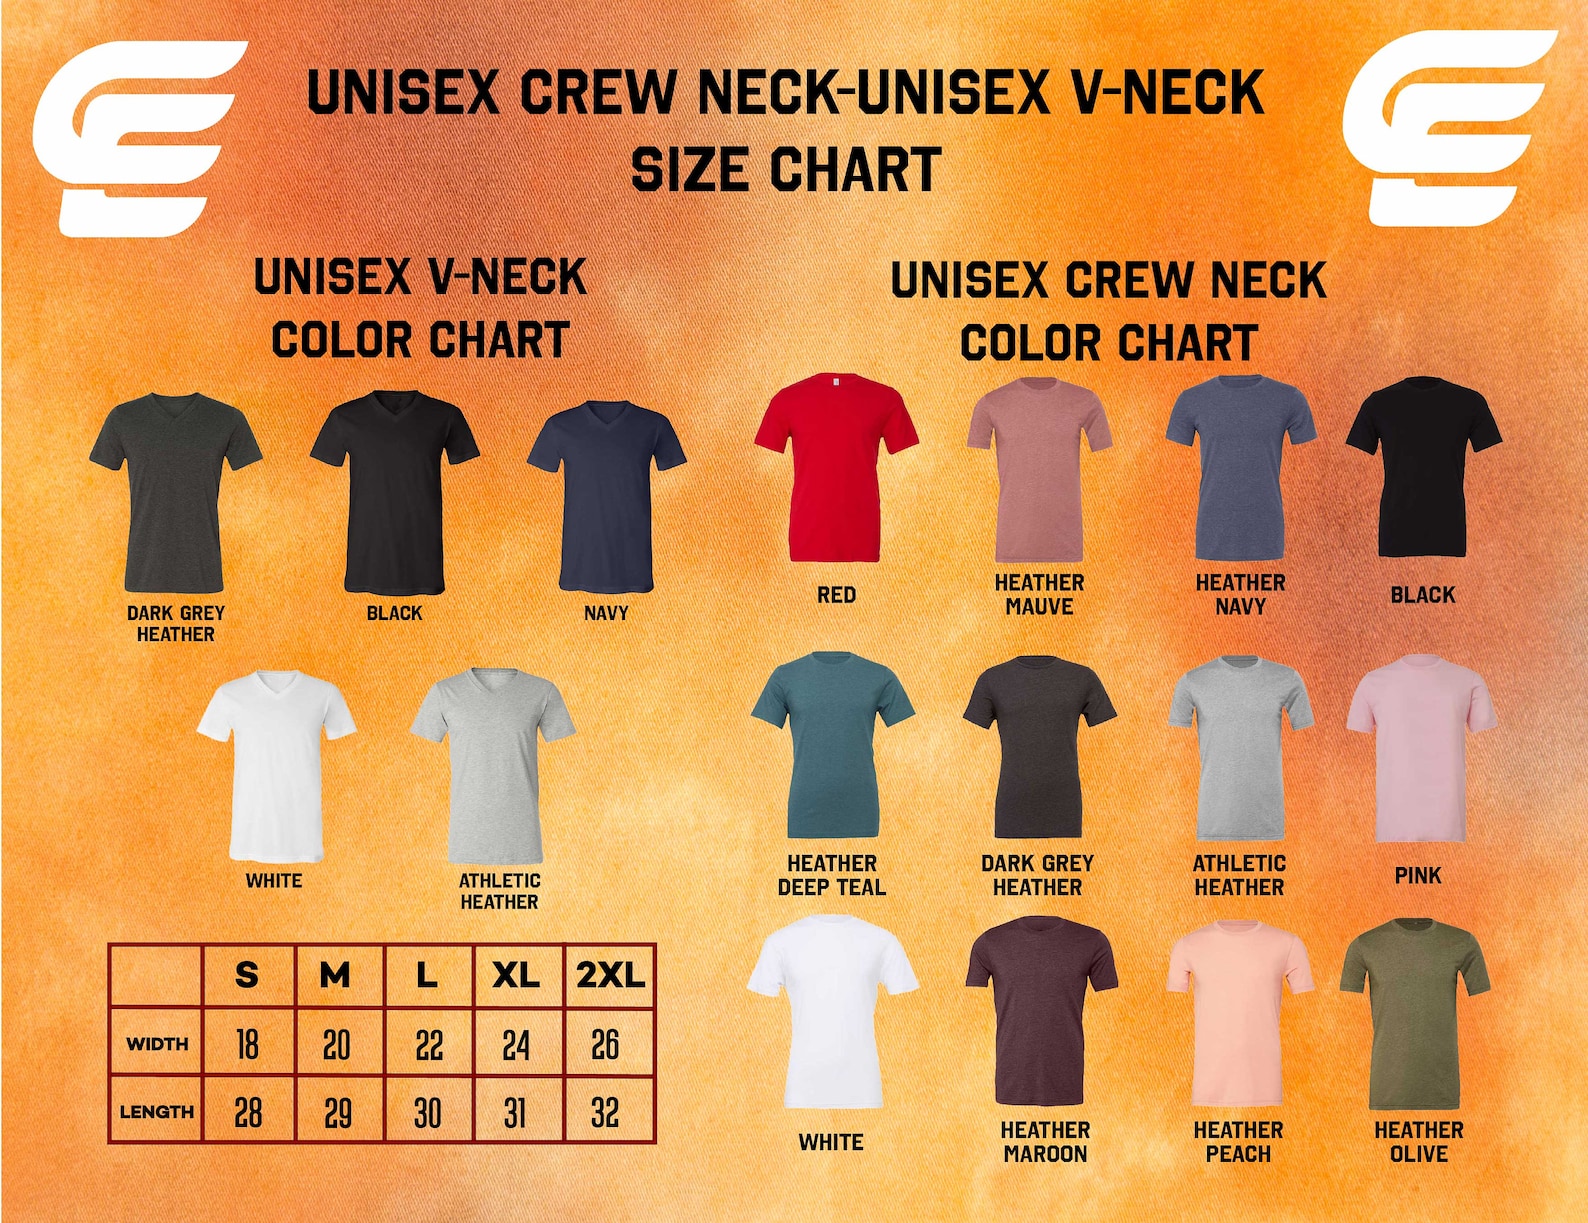 UNISEX CREW NECK-UNISEX V-NECK
SIZE CHART
UNISEX V-NECK
COLOR CHART
DARK GREY
HEATHER
BLACK
NAVY
WHITE
ATHLETIC
HEATHER
S M L XL 2XL
WIDTH 18 20 22 24 26
LENGTH 28 29 30 31 32
UNISEX CREW NECK
COLOR CHART
RED
HEATHER
MAUVE
HEATHER
NAVY
BLACK
HEATHER
DEEP TEAL
DARK GREY
HEATHER
ATHLETIC
HEATHER
PINK
WHITE
HEATHER
MAROON
HEATHER
PEACH
HEATHER
OLIVE